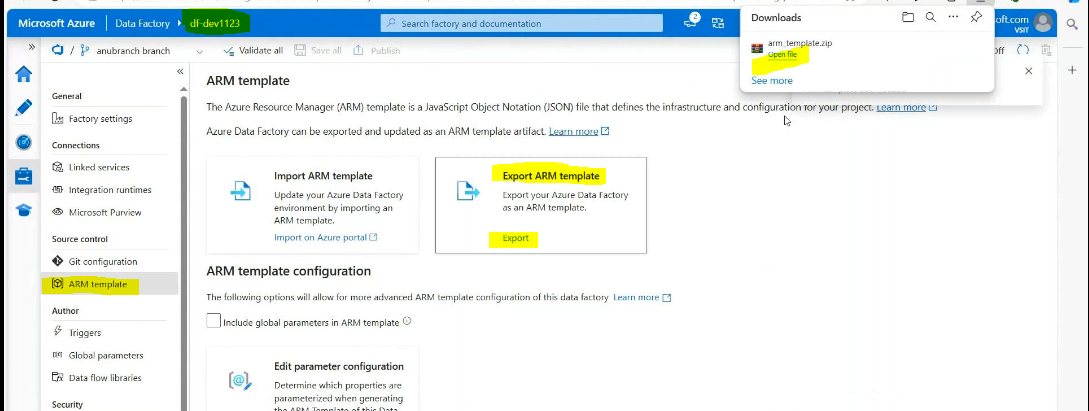 Microsoft Azure
Data Factory
df-dev1123
Search factory and documentation
2
soft.com
VSIT
Downloads
arm_template.zip
Open file
See more
anubranch branch
Validate all
Save all
Publish
off
General
Factory settings
Connections
Linked services
Integration runtimes
Microsoft Purview
Source control
Git configuration
ARM template
Author
Triggers
Global parameters
Data flow libraries
Security
ARM template
The Azure Resource Manager (ARM) template is a JavaScript Object Notation (JSON) file that defines the infrastructure and configuration for your project. Learn more
Azure Data Factory can be exported and updated as an ARM template artifact. Learn more
Import ARM template
Update your Azure Data Factory
environment by importing an
ARM template.
Import on Azure portal
Export ARM template
Export your Azure Data Factory
as an ARM template.
Export
ARM template configuration
The following options will allow for more advanced ARM template configuration of this data factory Learn more
Include global parameters in ARM template
Edit parameter configuration
Determine which properties are
parameterized when generating
the ARM Template of this Data